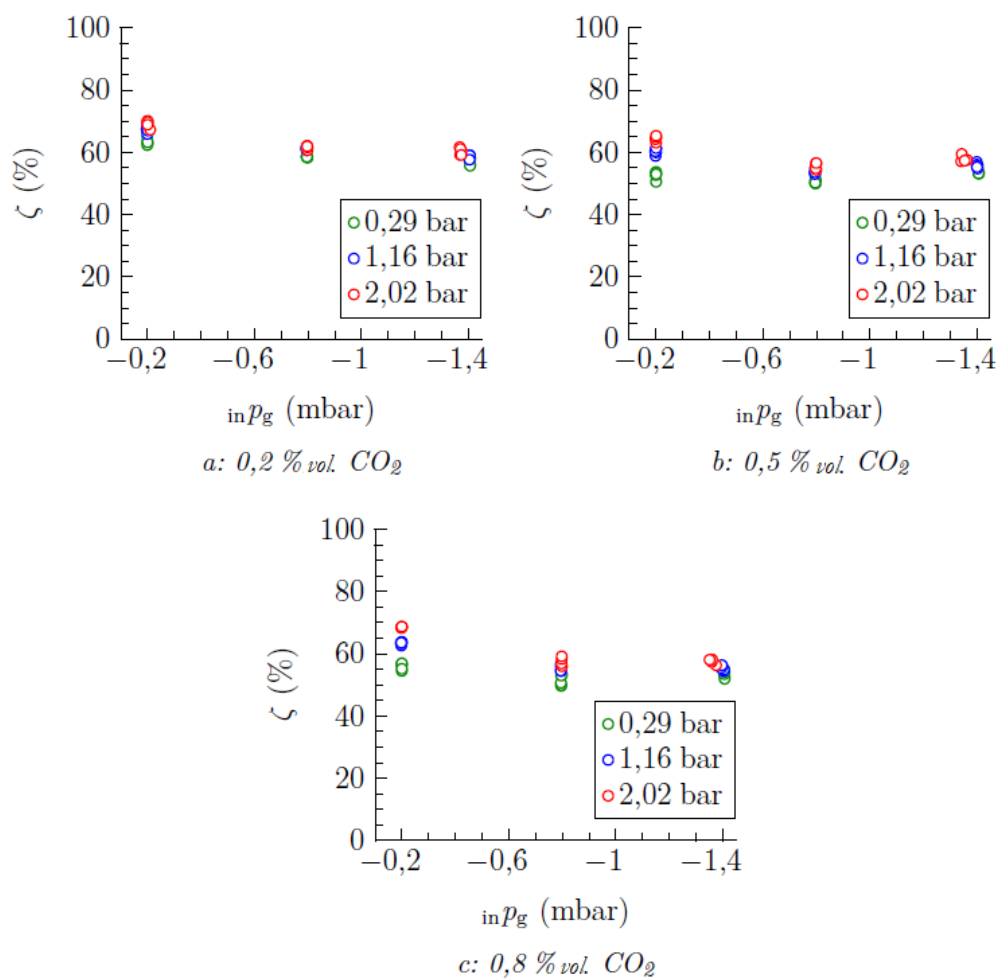 100
80
60
40
20
0
ζ (%)
0,29 bar
1,16 bar
2,02 bar
−0,2 −0,6 −1 −1,4
in pg (mbar)
a: 0,2 % vol. CO2
100
80
60
40
20
0
ζ (%)
0,29 bar
1,16 bar
2,02 bar
−0,2 −0,6 −1 −1,4
in pg (mbar)
b: 0,5 % vol. CO2
100
80
60
40
20
0
ζ (%)
0,29 bar
1,16 bar
2,02 bar
−0,2 −0,6 −1 −1,4
in pg (mbar)
c: 0,8 % vol. CO2